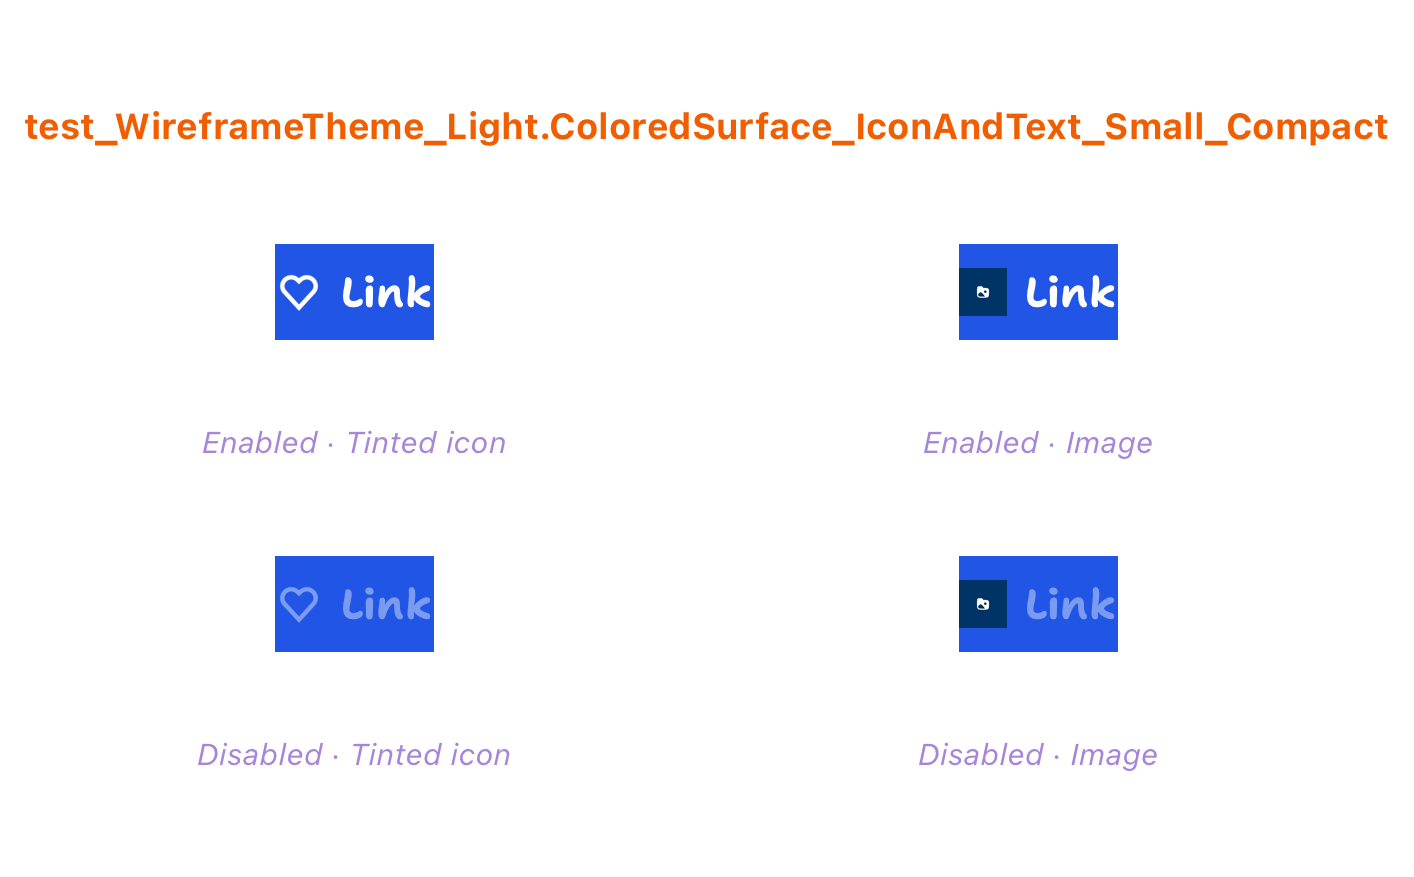 test_WireframeTheme_Light.ColoredSurface_IconAndText_Small_Compact
Link
Link
Enabled · Tinted icon
Enabled · Image
Link
Link
Disabled · Tinted icon
Disabled · Image